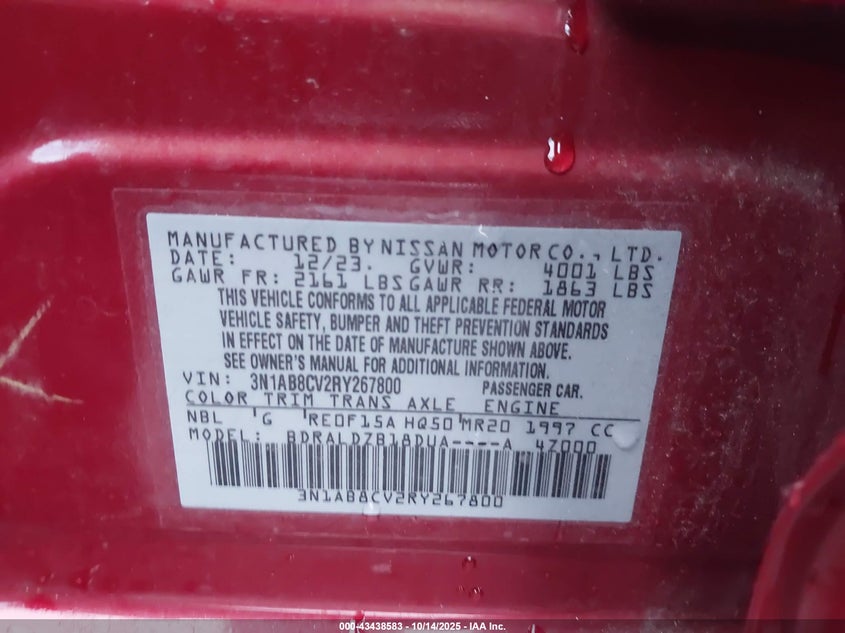 MANUFACTURED BY NISSAN MOTOR CO., LTD.
DATE: 12/23. GVWR: 4001 LBS
GAWR FR: 2161 LBS GAWR RR: 1863 LBS
THIS VEHICLE CONFORMS TO ALL APPLICABLE FEDERAL MOTOR
VEHICLE SAFETY, BUMPER AND THEFT PREVENTION STANDARDS
IN EFFECT ON THE DATE OF MANUFACTURE SHOWN ABOVE.
SEE OWNER'S MANUAL FOR ADDITIONAL INFORMATION.
VIN: 3N1AB8CV2RY267800 PASSENGER CAR.
COLOR TRIM TRANS AXLE ENGINE
NBL G RE0F15A HQ50 MR20 1997 CC
MODEL: BDRALDZB18DUA----A 4Z000
3N1AB8CV2RY267800
000-43438583 - 10/14/2025 - IAA Inc.